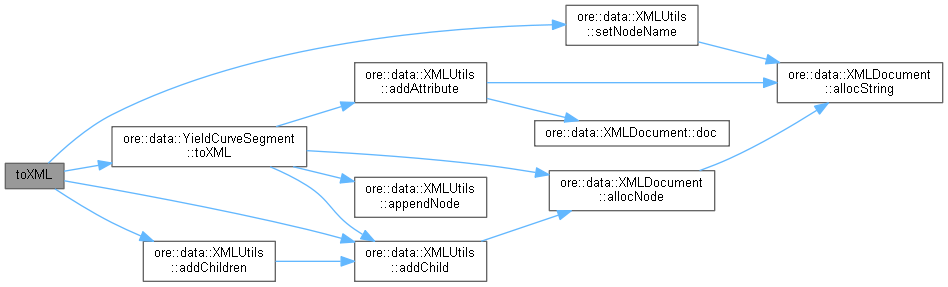 ore::data::XMLUtils
::setNodeName
ore::data::XMLDocument
::allocString
ore::data::XMLUtils
::addAttribute
ore::data::XMLDocument::doc
ore::data::YieldCurveSegment
::toXML
toXML
ore::data::XMLUtils
::appendNode
ore::data::XMLDocument
::allocNode
ore::data::XMLUtils
::addChildren
ore::data::XMLUtils
::addChild